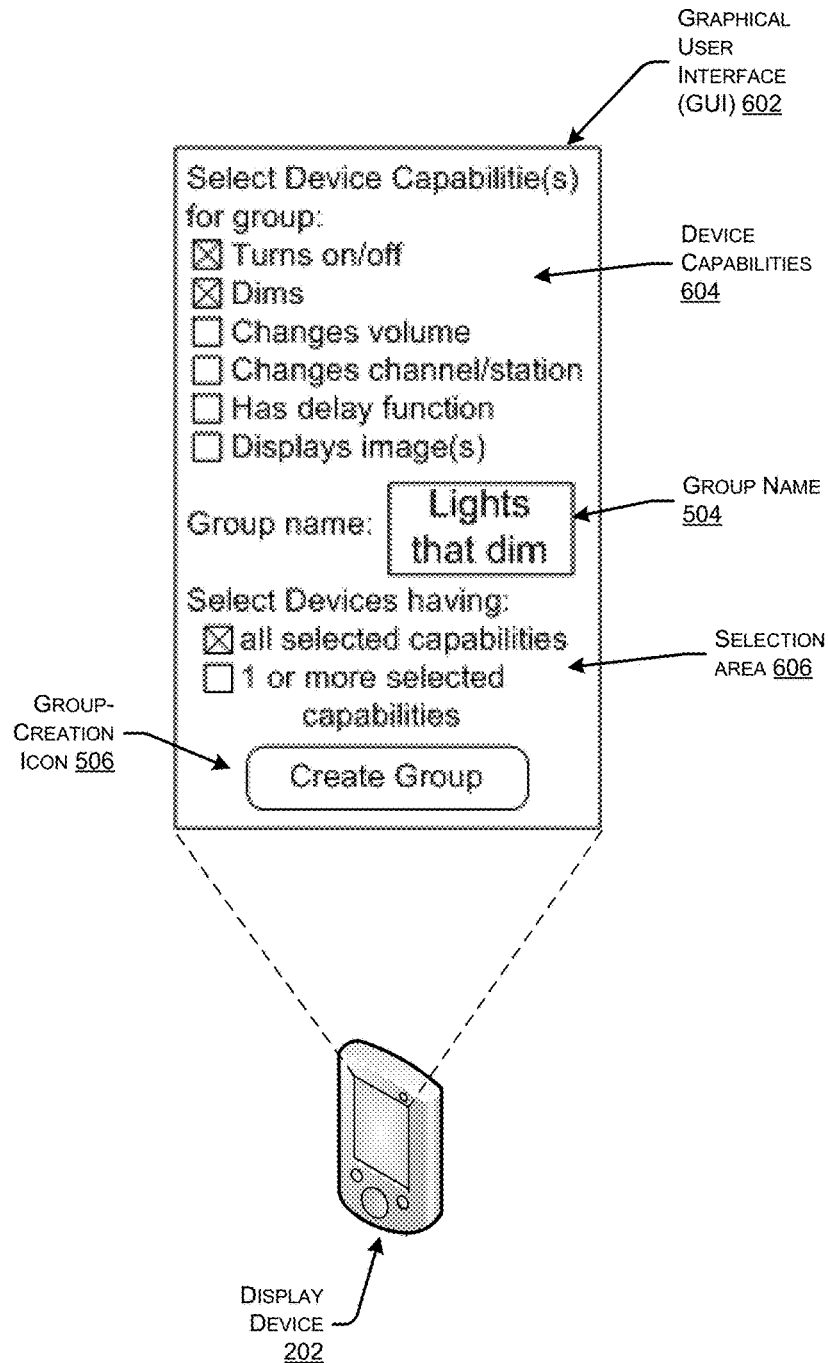 GRAPHICAL
USER
INTERFACE
(GUI) 602
Select Device Capabilitie(s)
for group:
Turns on/off
Dims
Changes volume
Changes channel/station
Has delay function
Displays image(s)
DEVICE
CAPABILITIES
604
Group name:
Lights
that dim
GROUP NAME
504
Select Devices having:
all selected capabilities
1 or more selected
capabilities
SELECTION
AREA 606
GROUP-
CREATION
ICON 506
Create Group
DISPLAY
DEVICE
202